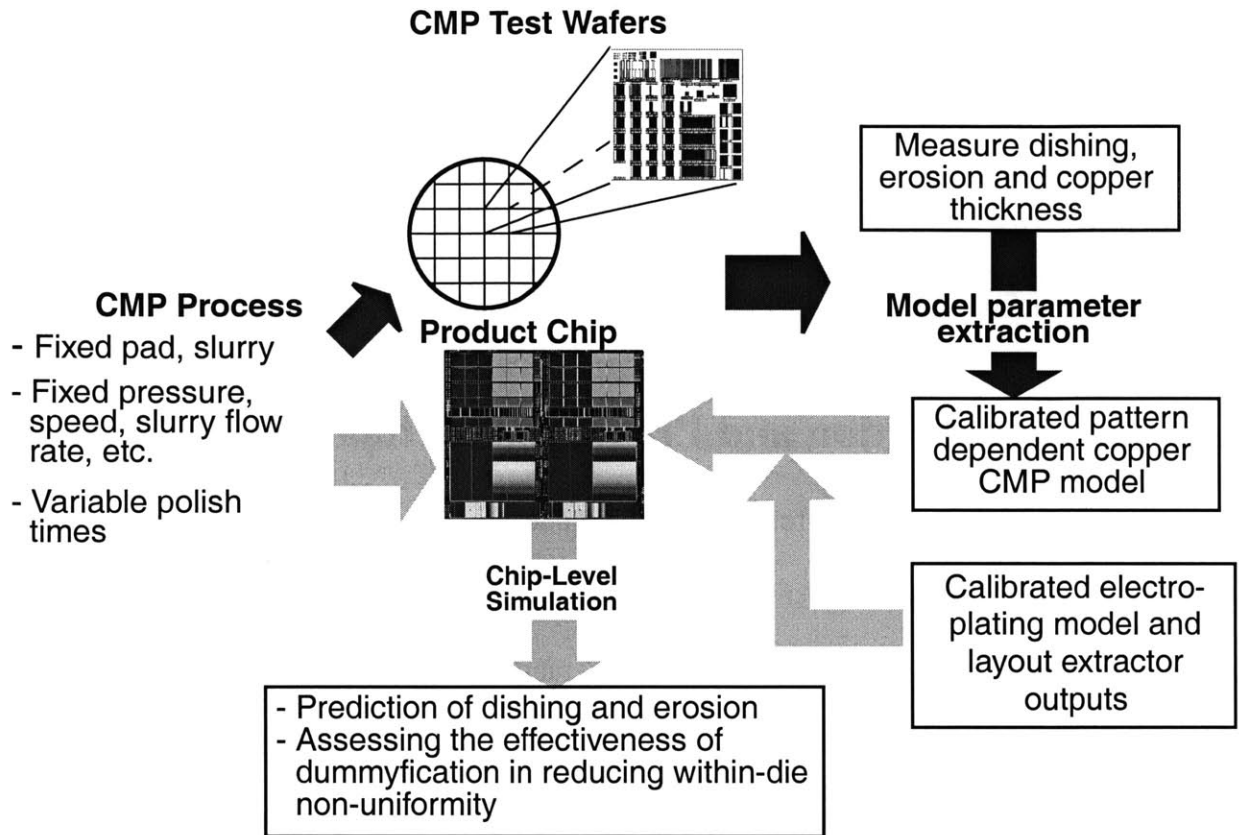 CMP Test Wafers
Measure dishing,
erosion and copper
thickness
CMP Process
- Fixed pad, slurry
- Fixed pressure,
speed, slurry flow
rate, etc.
- Variable polish
times
Product Chip
Model parameter
extraction
Calibrated pattern
dependent copper
CMP model
Chip-Level
Simulation
Calibrated electro-
plating model and
layout extractor
outputs
- Prediction of dishing and erosion
- Assessing the effectiveness of
dummyfication in reducing within-die
non-uniformity